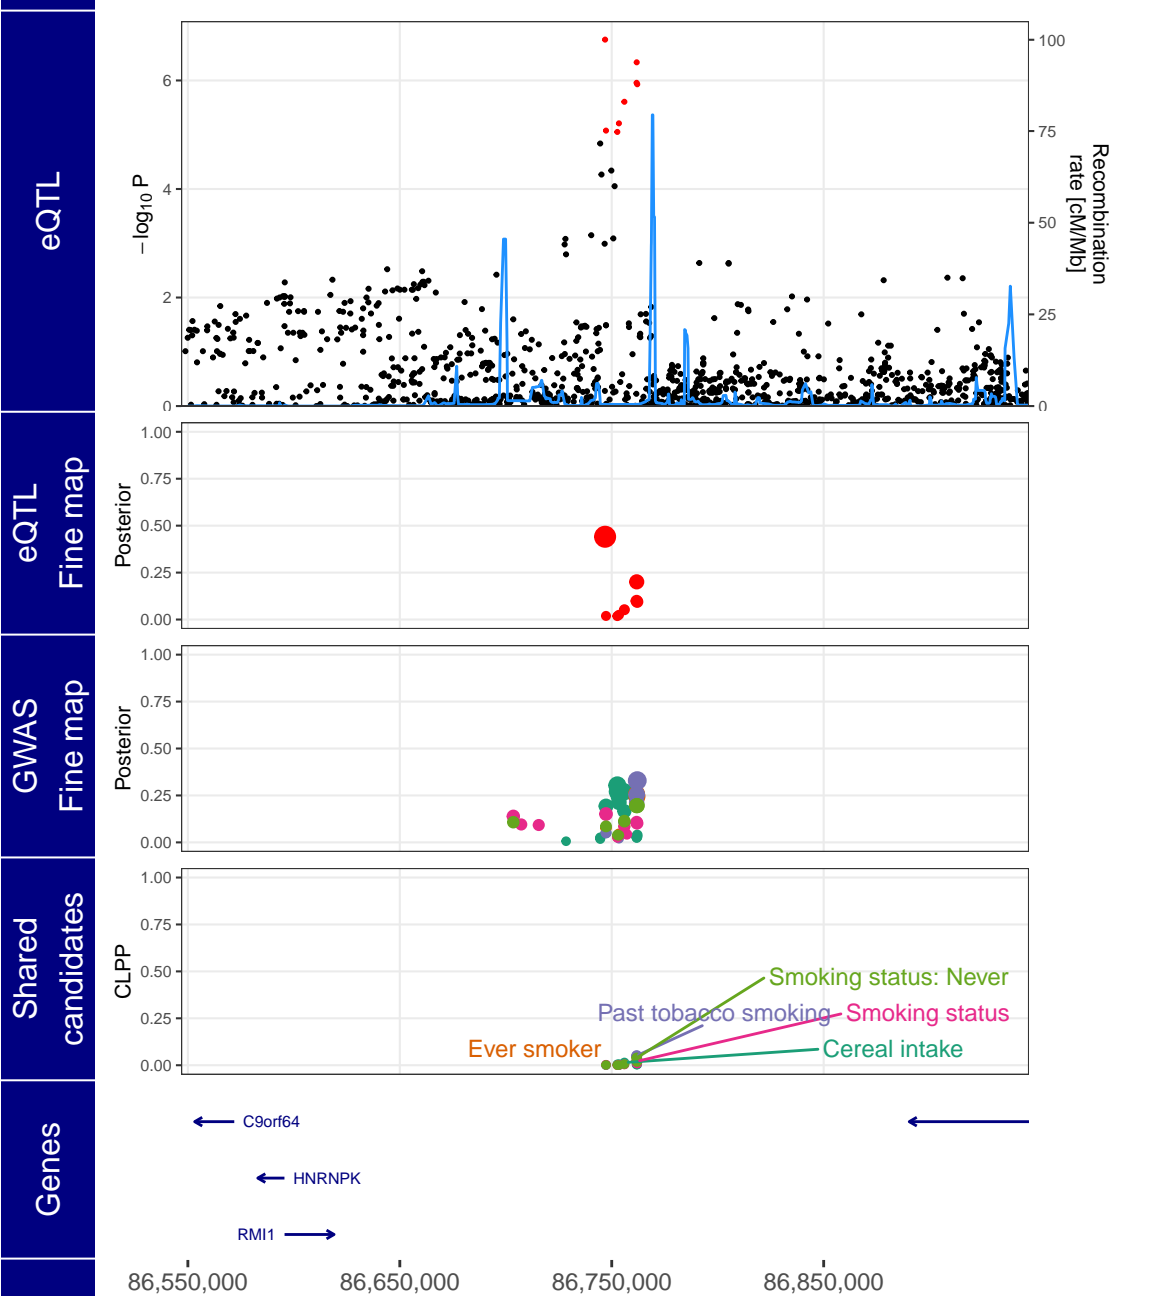 eQTL
−log10 P
0
2
4
6
0
25
50
75
100
Recombination
rate [cM/Mb]
eQTL
Fine map
Posterior
1.00
0.75
0.50
0.25
0.00
GWAS
Fine map
Posterior
1.00
0.75
0.50
0.25
0.00
Shared
candidates
CLPP
1.00
0.75
0.50
0.25
0.00
Smoking status: Never
Past tobacco smoking
Smoking status
Ever smoker
Cereal intake
Genes
C9orf64
HNRNPK
RMI1
86,550,000
86,650,000
86,750,000
86,850,000